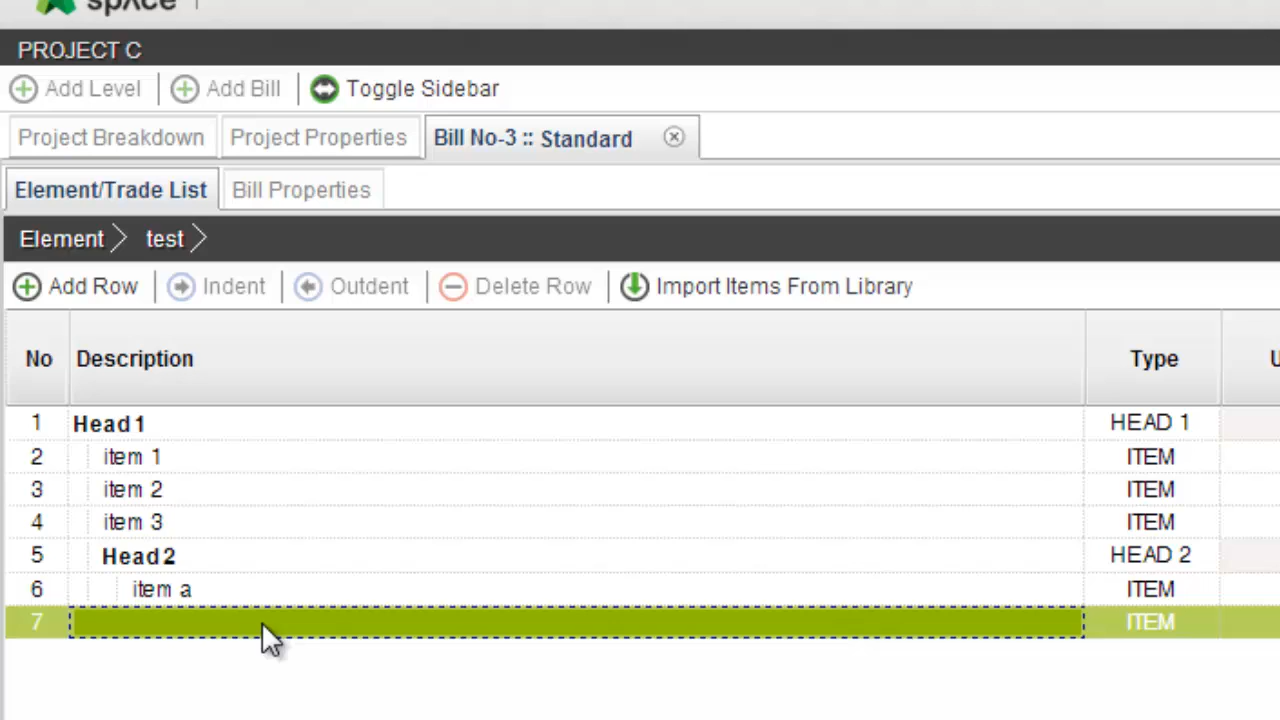 space
PROJECT C
Add Level Add Bill Toggle Sidebar
Project Breakdown Project Properties Bill No-3 :: Standard
Element/Trade List Bill Properties
Element test
Add Row Indent Outdent Delete Row Import Items From Library
No Description Type
1 Head 1 HEAD 1
2 item 1 ITEM
3 item 2 ITEM
4 item 3 ITEM
5 Head 2 HEAD 2
6 item a ITEM
7 ITEM